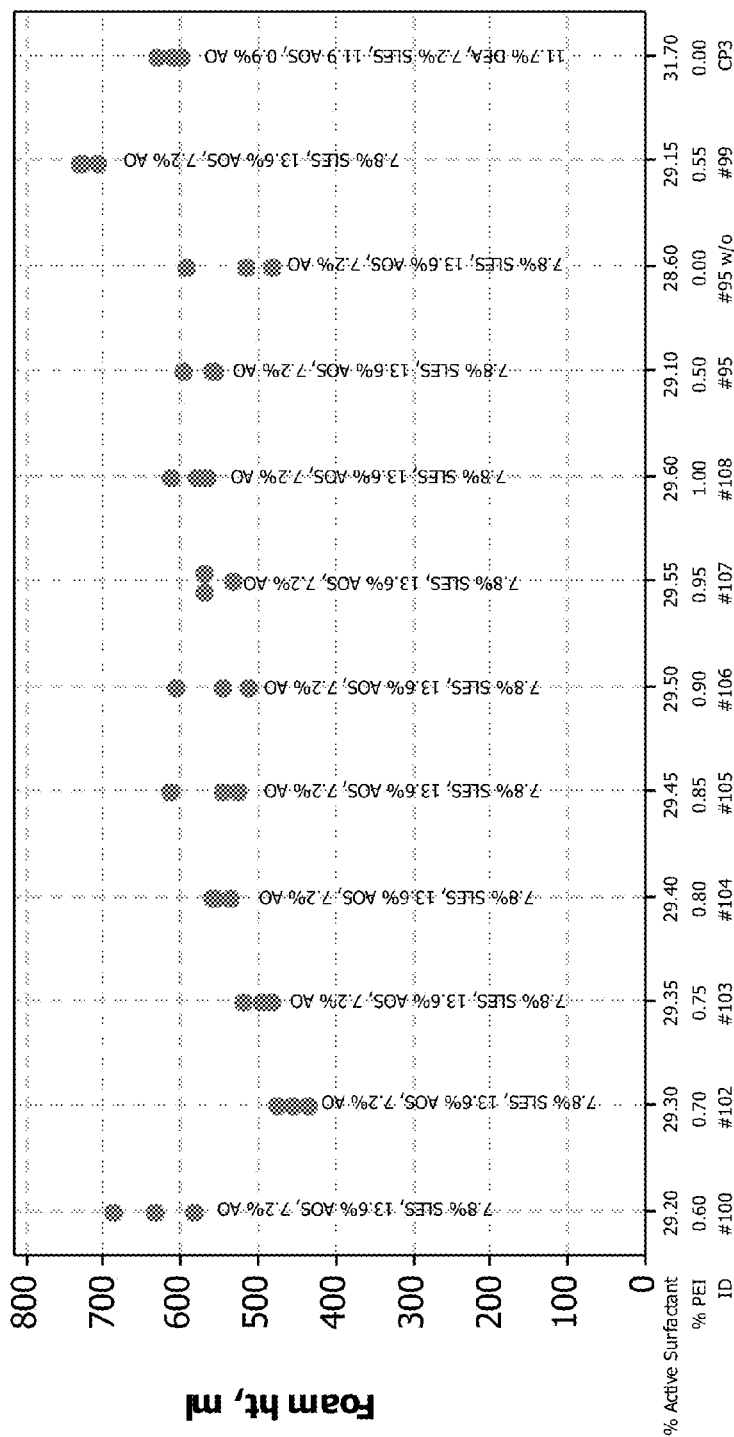 Foam ht, ml
800
700
600
500
400
300
200
100
0
7.8% SLES, 13.6% AOS, 7.2% AO
7.8% SLES, 13.6% AOS, 7.2% AO
7.8% SLES, 13.6% AOS, 7.2% AO
7.8% SLES, 13.6% AOS, 7.2% AO
7.8% SLES, 13.6% AOS, 7.2% AO
7.8% SLES, 13.6% AOS, 7.2% AO
7.8% SLES, 13.6% AOS, 7.2% AO
7.8% SLES, 13.6% AOS, 7.2% AO
7.8% SLES, 13.6% AOS, 7.2% AO
7.8% SLES, 13.6% AOS, 7.2% AO
7.8% SLES, 13.6% AOS, 7.2% AO
11.7% DEA, 7.2% SLES, 11.9 AOS, 0.9% AO
% Active Surfactant 29.20 29.30 29.35 29.40 29.45 29.50 29.55 29.60 29.10 28.60 29.15 31.70
% PEI 0.60 0.70 0.75 0.80 0.85 0.90 0.95 1.00 0.50 0.00 0.55 0.00
ID #100 #102 #103 #104 #105 #106 #107 #108 #95 #95 w/o #99 CP3